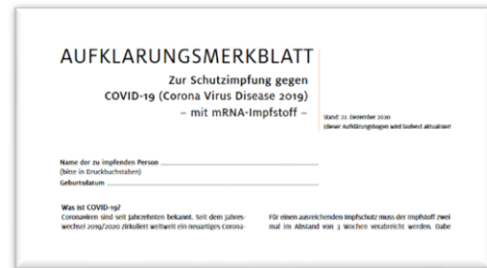 AUFKLARUNGSMERKBLATT
Zur Schutzimpfung gegen
COVID-19 (Corona Virus Disease 2019)
– mit mRNA-Impfstoff –
Stand: 22. Dezember 2020
(dieser Aufklärungsbogen wird laufend aktualisiert)
Name der zu impfenden Person
(bitte in Druckbuchstaben)
Geburtsdatum
Was ist COVID-19?
Coronaviren sind seit Jahrzehnten bekannt. Seit dem Jahres-
wechsel 2019/2020 zirkuliert weltweit ein neuartiges Corona-
Für einen ausreichenden Impfschutz muss der Impfstoff zwei
mal im Abstand von 3 Wochen verabreicht werden. Dabe